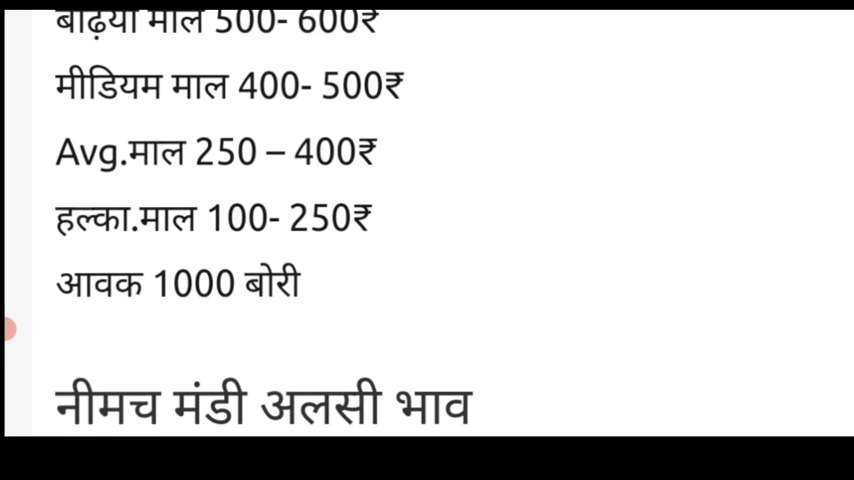 बढ़िया माल 500- 600₹
मीडियम माल 400- 500₹
Avg.माल 250 – 400₹
हल्का.माल 100- 250₹
आवक 1000 बोरी
नीमच मंडी अलसी भाव